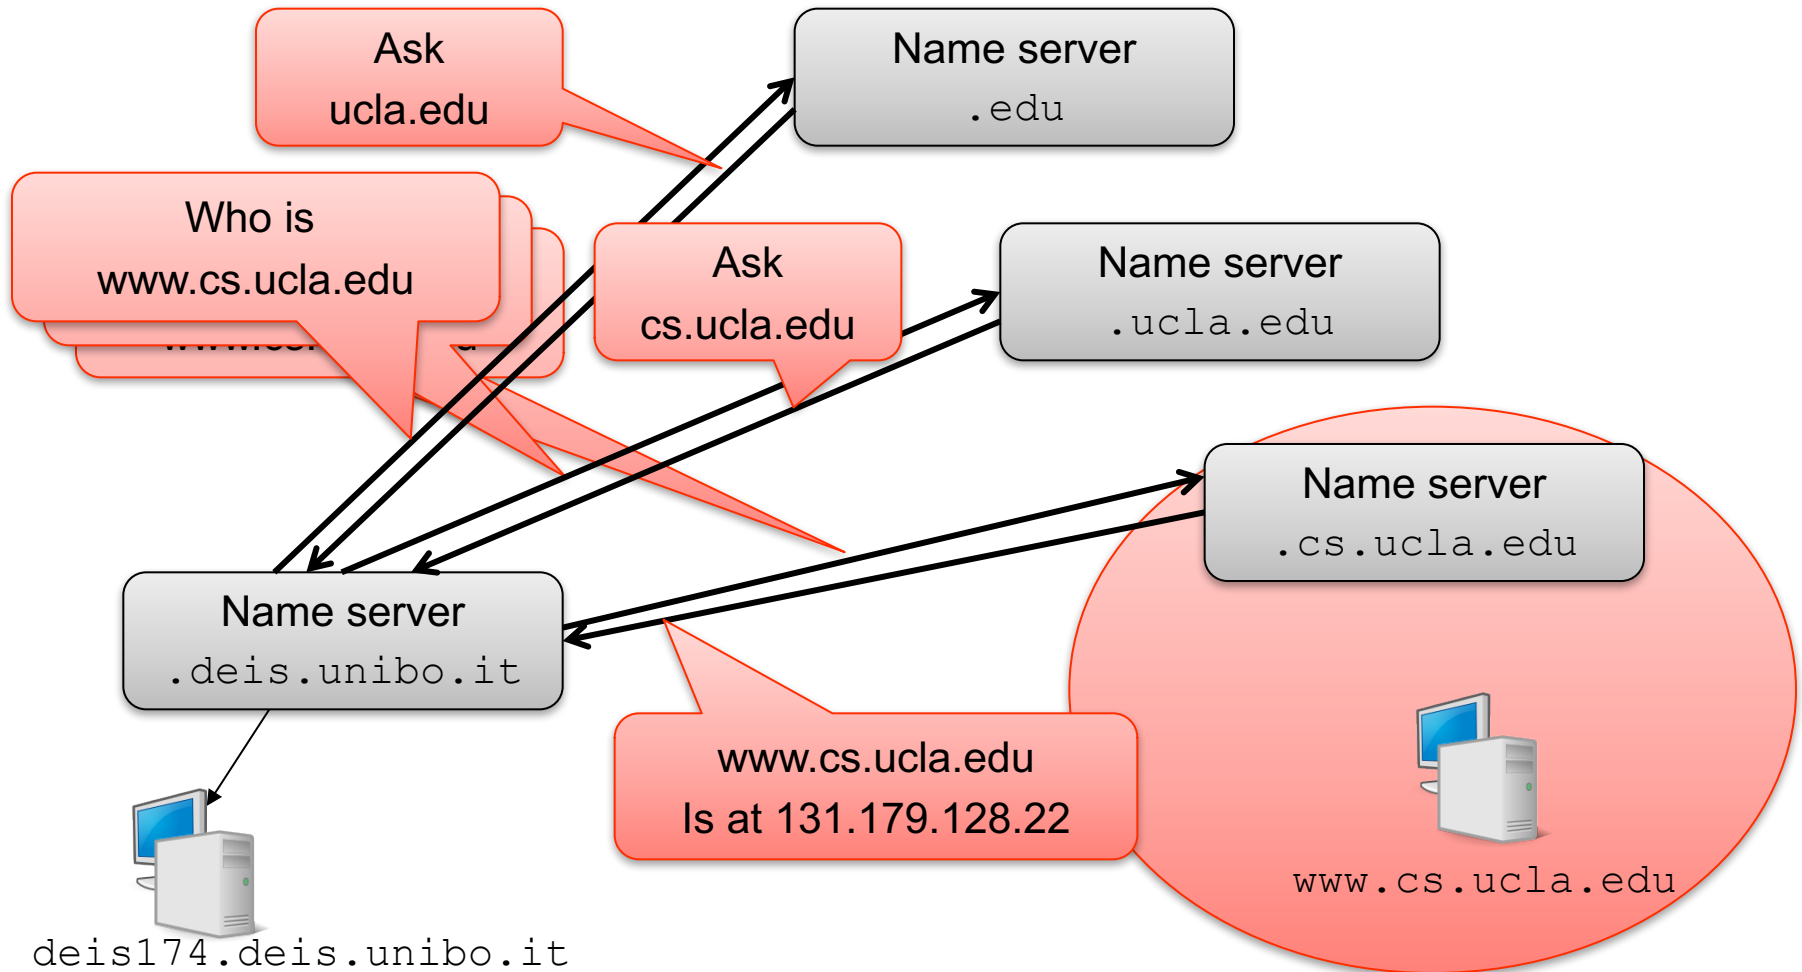 Ask
ucla.edu
Name server
.edu
Who is
www.cs.ucla.edu
Ask
cs.ucla.edu
Name server
.ucla.edu
Name server
.cs.ucla.edu
Name server
.deis.unibo.it
www.cs.ucla.edu
Is at 131.179.128.22
www.cs.ucla.edu
deis174.deis.unibo.it